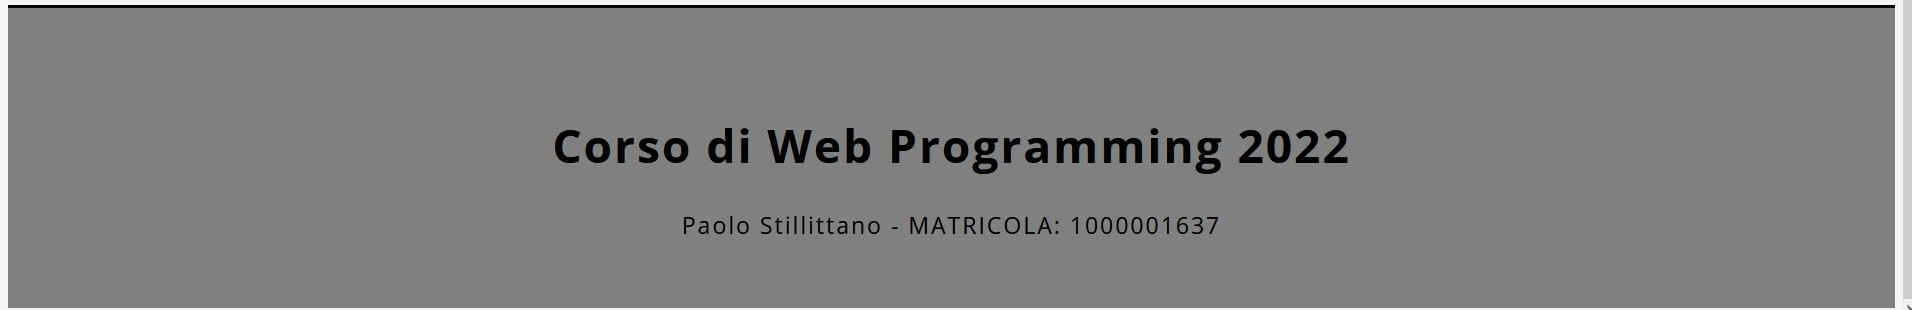 Corso di Web Programming 2022
Paolo Stillittano - MATRICOLA: 1000001637